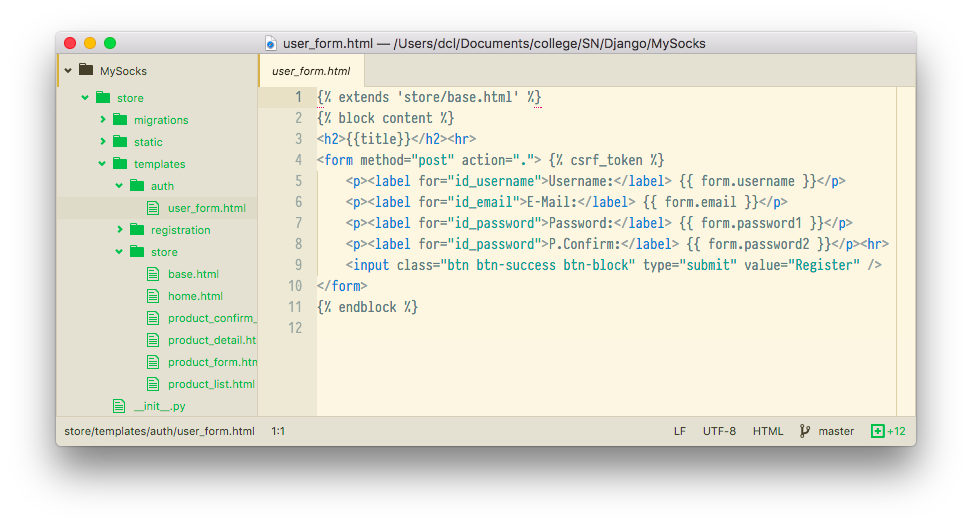 user_form.html — /Users/dcl/Documents/college/SN/Django/MySocks
MySocks
store
migrations
static
templates
auth
user_form.html
registration
store
base.html
home.html
product_confirm_
product_detail.ht
product_form.htm
product_list.html
__init__.py
user_form.html
1 {% extends 'store/base.html' %}
2 {% block content %}
3 <h2>{{title}}</h2><hr>
4 <form method="post" action="."> {% csrf_token %}
5 <p><label for="id_username">Username:</label> {{ form.username }}</p>
6 <p><label for="id_email">E-Mail:</label> {{ form.email }}</p>
7 <p><label for="id_password">Password:</label> {{ form.password1 }}</p>
8 <p><label for="id_password">P.Confirm:</label> {{ form.password2 }}</p><hr>
9 <input class="btn btn-success btn-block" type="submit" value="Register" />
10 </form>
11 {% endblock %}
12
store/templates/auth/user_form.html 1:1 LF UTF-8 HTML master +12